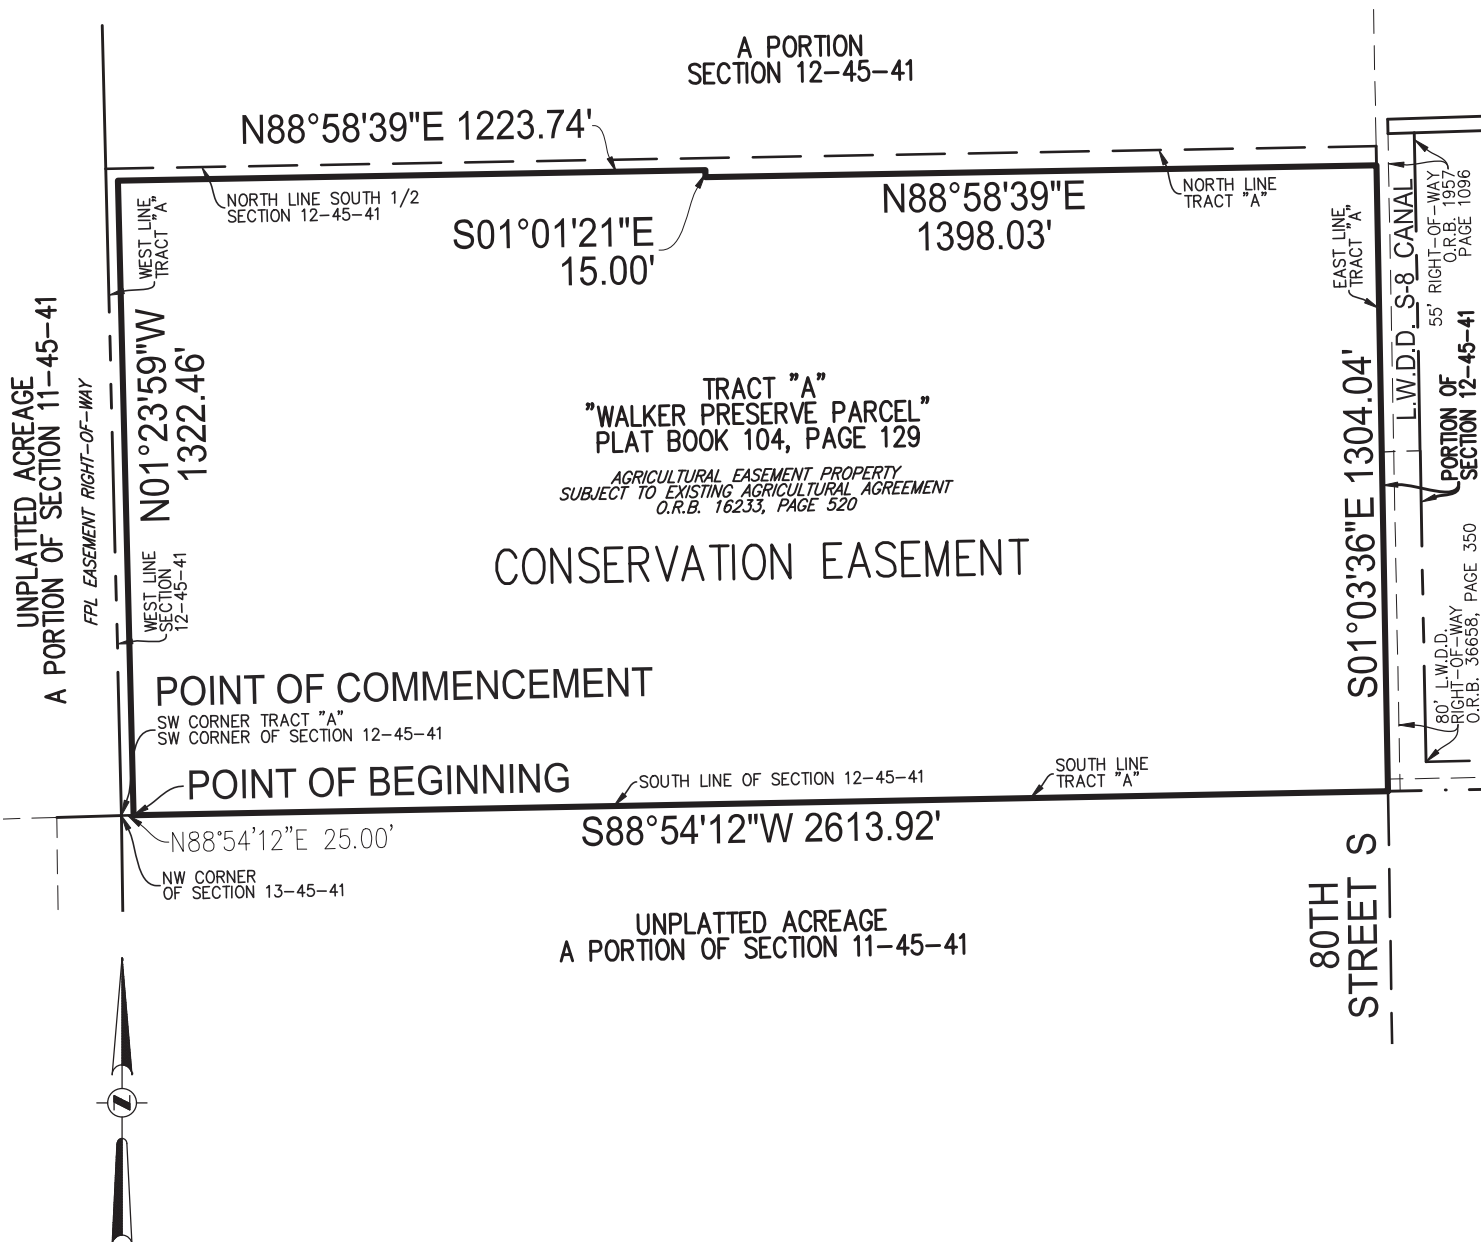 A PORTION
SECTION 12-45-41
N88°58'39"E 1223.74'
NORTH LINE SOUTH 1/2
SECTION 12-45-41
WEST LINE
TRACT "A"
S01°01'21"E
15.00'
N88°58'39"E
1398.03'
NORTH LINE
TRACT "A"
EAST LINE
TRACT "A"
L.W.D.D. S-8 CANAL
55' RIGHT-OF-WAY
O.R.B. 1957
PAGE 1096
UNPLATTED ACREAGE
A PORTION OF SECTION 11-45-41
FPL EASEMENT RIGHT-OF-WAY
N01°23'59"W
1322.46'
TRACT "A"
"WALKER PRESERVE PARCEL"
PLAT BOOK 104, PAGE 129
AGRICULTURAL EASEMENT PROPERTY
SUBJECT TO EXISTING AGRICULTURAL AGREEMENT
O.R.B. 16233, PAGE 520
CONSERVATION EASEMENT
S01°03'36"E 1304.04'
PORTION OF
SECTION 12-45-41
WEST LINE
SECTION
12-45-41
80' L.W.D.D.
RIGHT-OF-WAY
O.R.B. 36658, PAGE 350
POINT OF COMMENCEMENT
SW CORNER TRACT "A"
SW CORNER OF SECTION 12-45-41
POINT OF BEGINNING
SOUTH LINE OF SECTION 12-45-41
SOUTH LINE
TRACT "A"
N88°54'12"E 25.00'
S88°54'12"W 2613.92'
NW CORNER
OF SECTION 13-45-41
UNPLATTED ACREAGE
A PORTION OF SECTION 11-45-41
80TH
STREET S
N